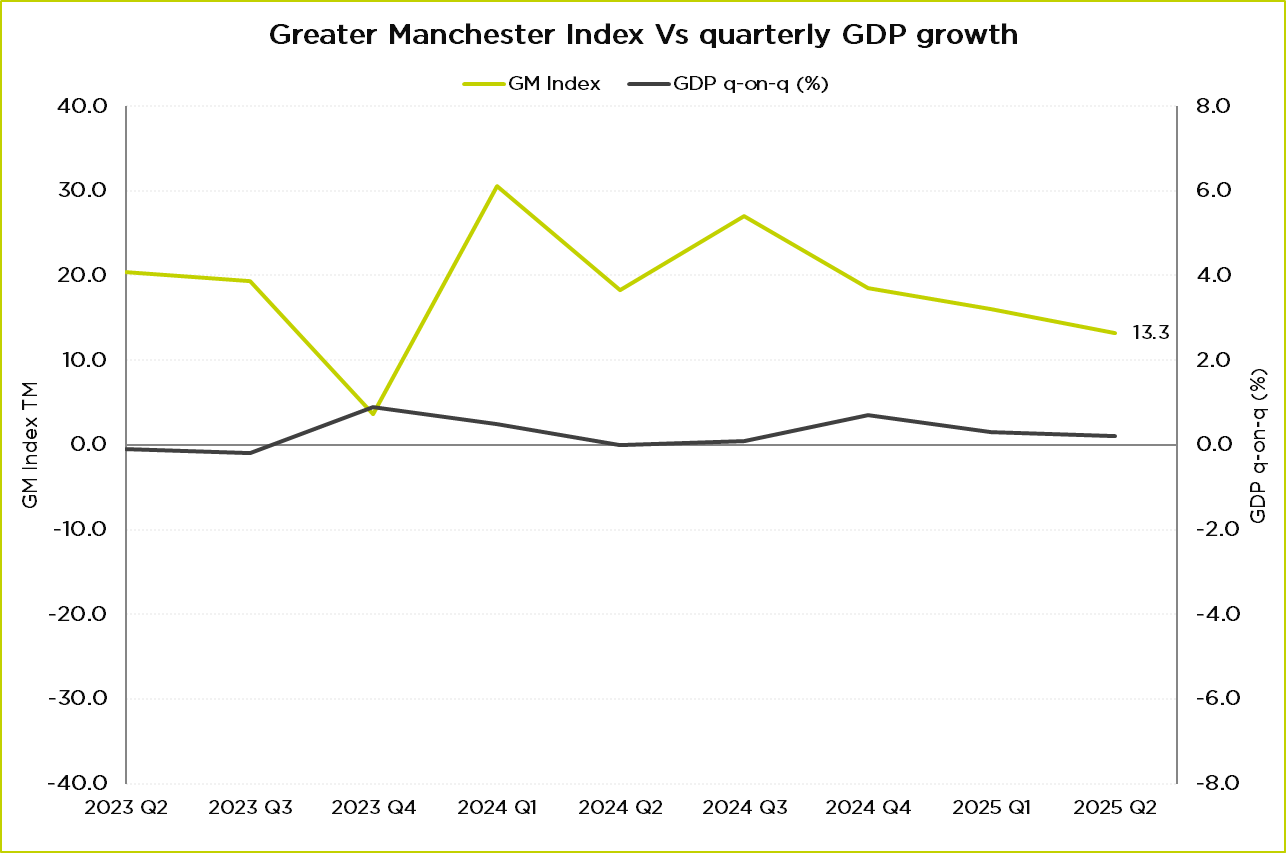 Greater Manchester Index Vs quarterly GDP growth
GM Index GDP q-on-q (%)
40.0 8.0
30.0 6.0
20.0 4.0
10.0 2.0
13.3
0.0 0.0
-10.0 -2.0
-20.0 -4.0
-30.0 -6.0
-40.0 -8.0
GM Index TM
GDP q-on-q (%)
2023 Q2 2023 Q3 2023 Q4 2024 Q1 2024 Q2 2024 Q3 2024 Q4 2025 Q1 2025 Q2